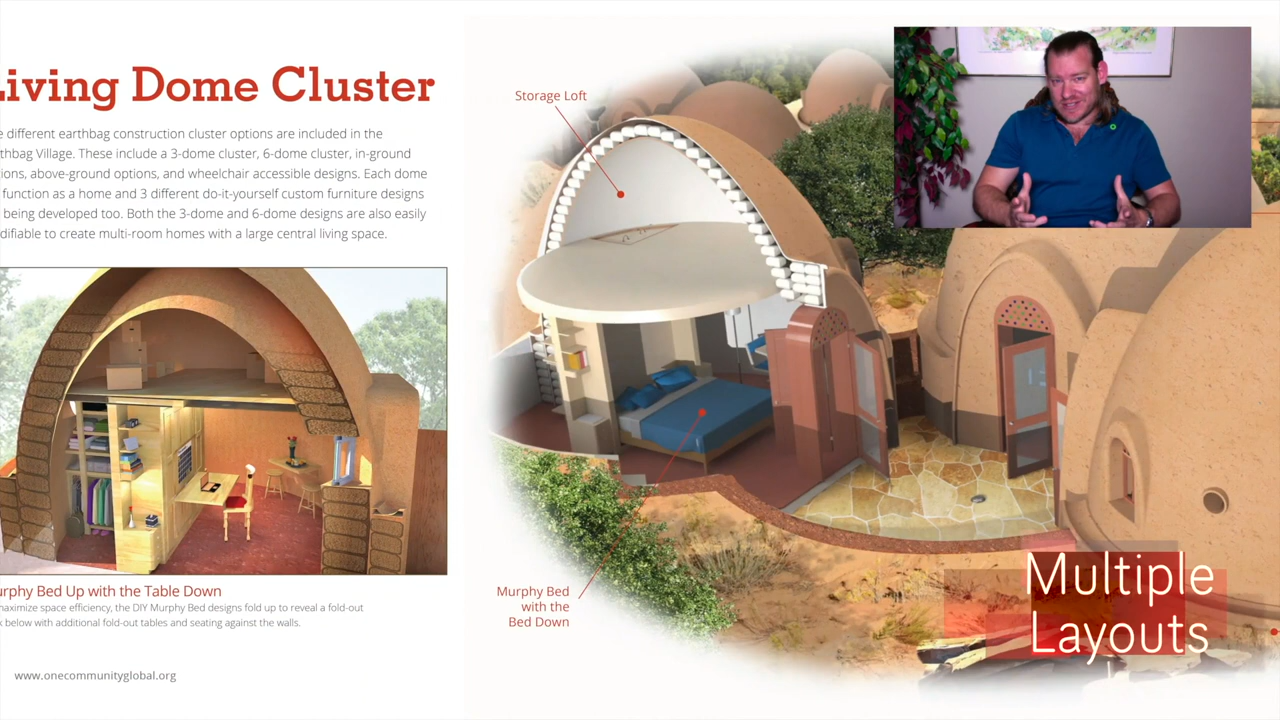 iving Dome Cluster
different earthbag construction cluster options are included in the
thbag Village. These include a 3-dome cluster, 6-dome cluster, in-ground
ions, above-ground options, and wheelchair accessible designs. Each dome
function as a home and 3 different do-it-yourself custom furniture designs
being developed too. Both the 3-dome and 6-dome designs are also easily
difiable to create multi-room homes with a large central living space.
urphy Bed Up with the Table Down
maximize space efficiency, the DIY Murphy Bed designs fold up to reveal a fold-out
below with additional fold-out tables and seating against the walls.
www.onecommunityglobal.org
Storage Loft
Murphy Bed
with the
Bed Down
Multiple
Layouts